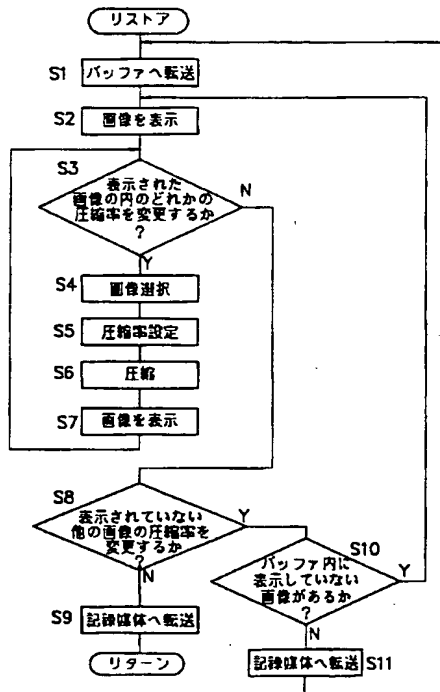 リストア
S1
バッファへ転送
S2
画像を表示
S3
表示された
画像の内のどれかの
圧縮率を変更するか
?
N
Y
S4
画像選択
S5
圧縮率設定
S6
圧縮
S7
画像を表示
S8
表示されていない
他の画像の圧縮率を
変更するか
?
Y
N
S10
バッファ内に
表示していない
画像があるか
?
Y
N
S9
記録媒体へ転送
リターン
記録媒体へ転送
S11